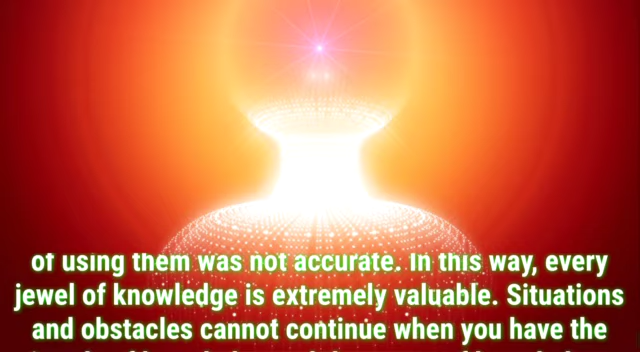 of using them was not accurate. In this way, every
jewel of knowledge is extremely valuable. Situations
and obstacles cannot continue when you have the